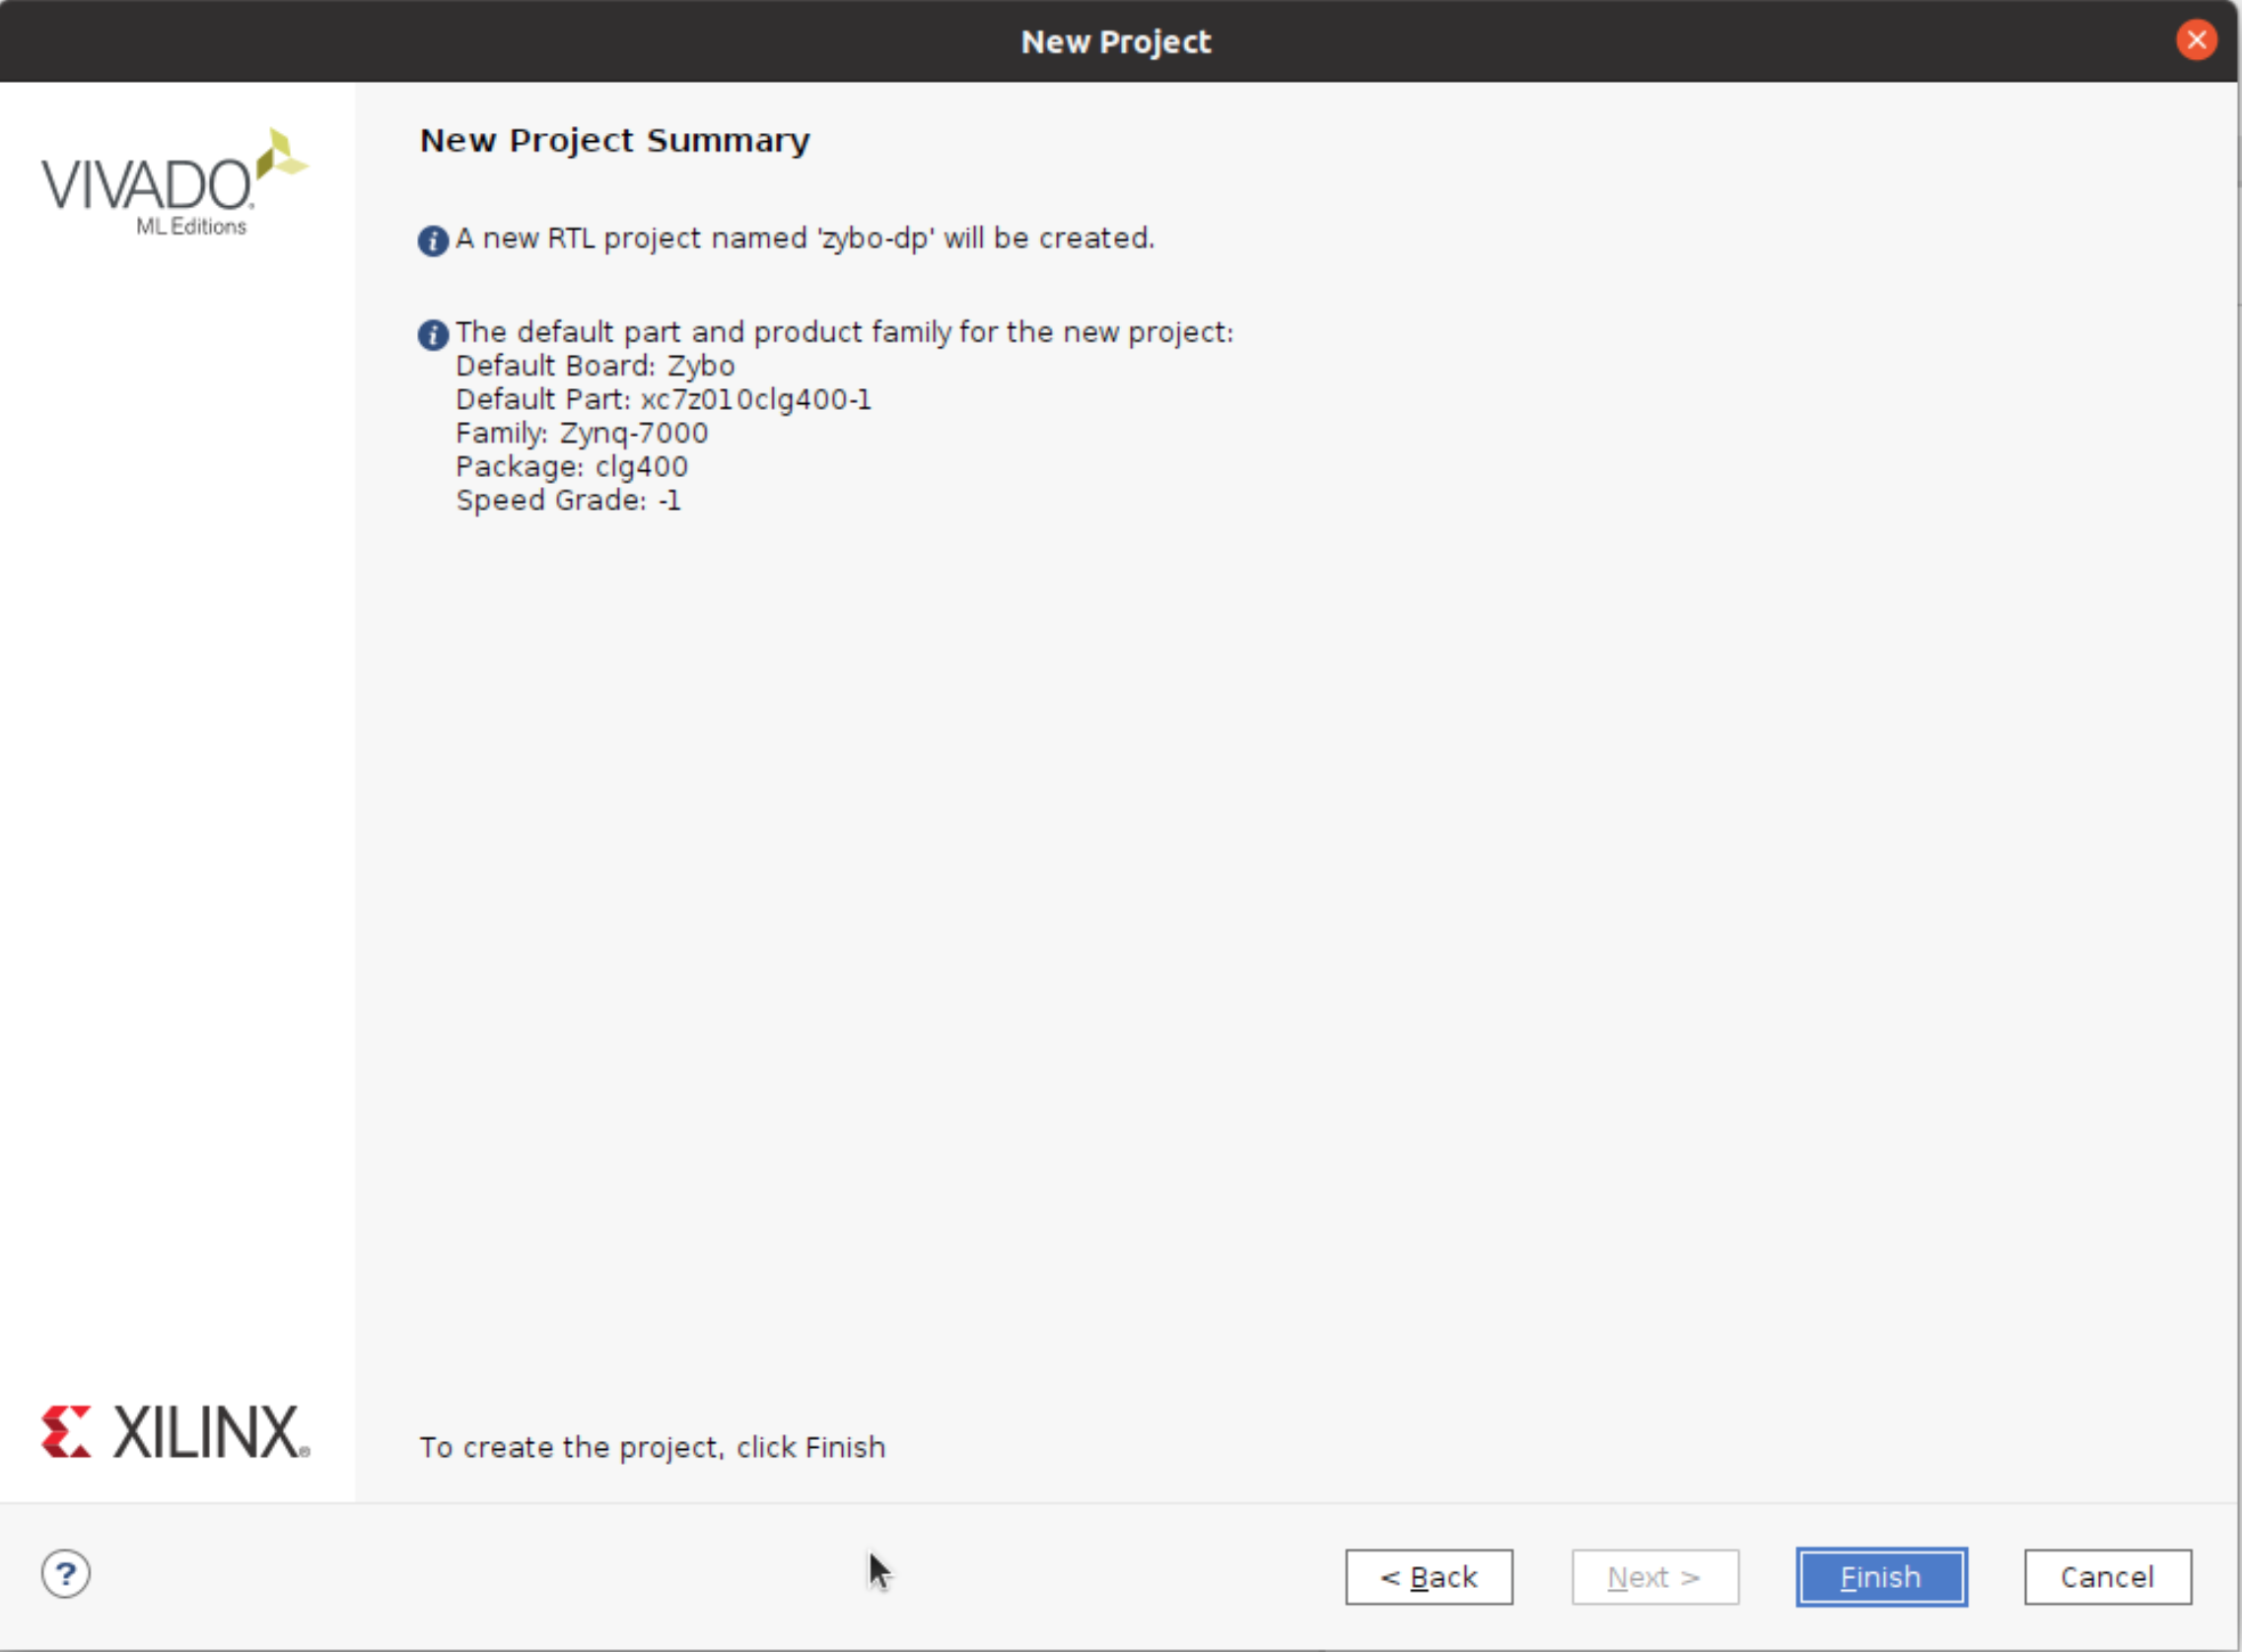 New Project
VIVADO
ML Editions
New Project Summary
A new RTL project named 'zybo-dp' will be created.
The default part and product family for the new project:
Default Board: Zybo
Default Part: xc7z010clg400-1
Family: Zynq-7000
Package: clg400
Speed Grade: -1
XILINX
To create the project, click Finish
?
< Back
Next >
Finish
Cancel